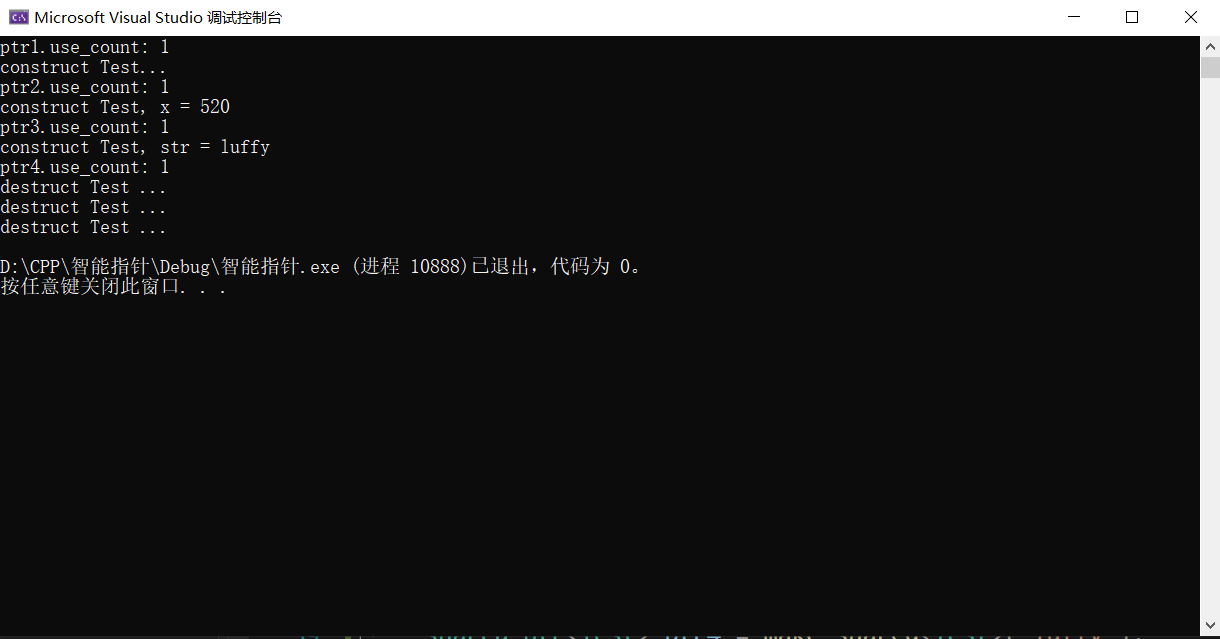 Microsoft Visual Studio 调试控制台
ptr1.use_count: 1
construct Test...
ptr2.use_count: 1
construct Test, x = 520
ptr3.use_count: 1
construct Test, str = luffy
ptr4.use_count: 1
destruct Test ...
destruct Test ...
destruct Test ...
D:\CPP\智能指针\Debug\智能指针.exe (进程 10888)已退出，代码为 0。
按任意键关闭此窗口. . .